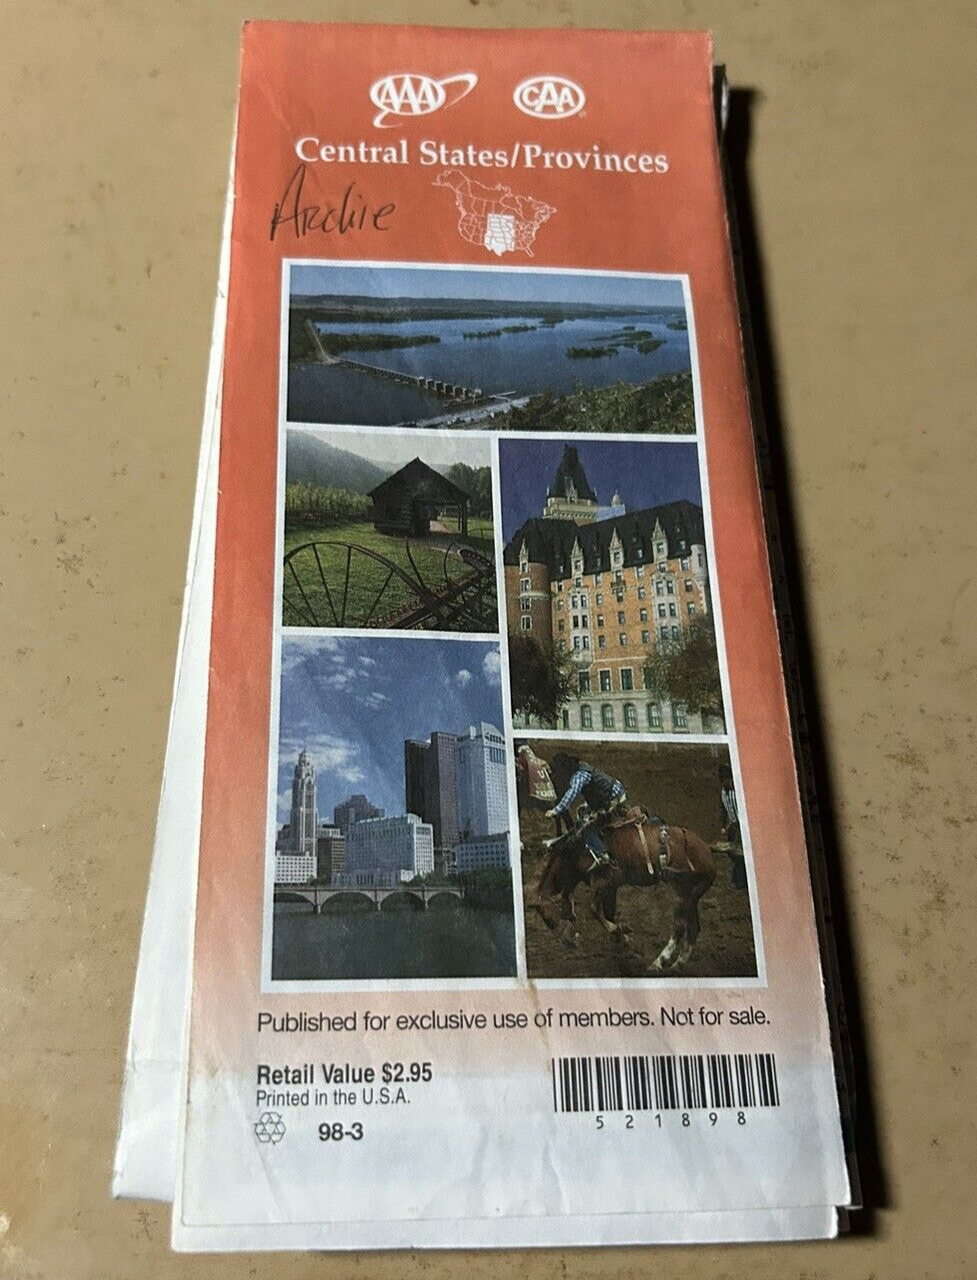 AAA CAA
Central States/Provinces
Archie
Published for exclusive use of members. Not for sale.
Retail Value $2.95
Printed in the U.S.A.
98-3
521898